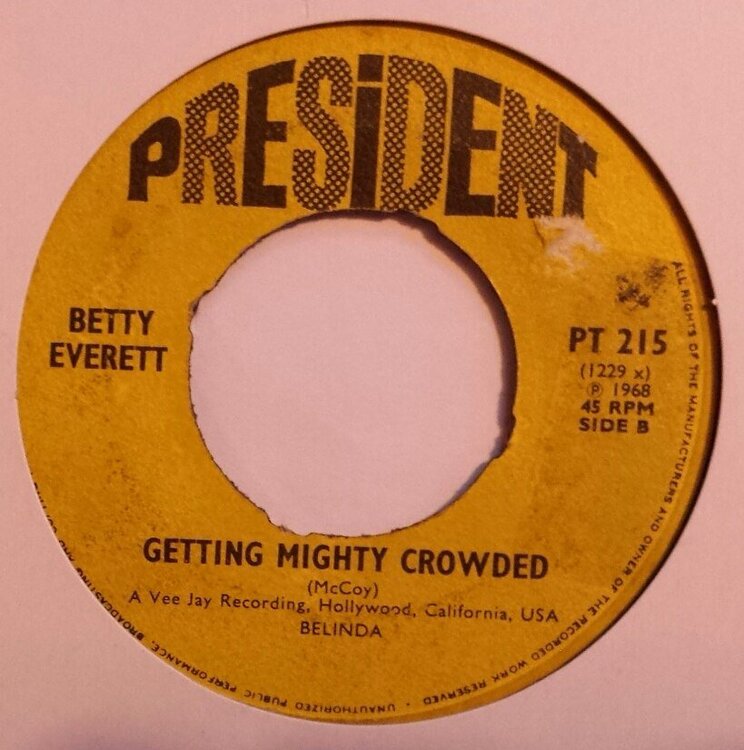 PRESiDENT
BETTY
EVERETT
PT 215
(1229 x)
℗ 1968
45 RPM
SIDE B
GETTING MIGHTY CROWDED
(McCoy)
A Vee Jay Recording, Hollywood, California, USA
BELINDA
ALL RIGHTS OF THE MANUFACTURERS AND OWNER OF THE RECORDED WORK RESERVED • UNAUTHORIZED PUBLIC PERFORMANCE, BROADCASTING AND